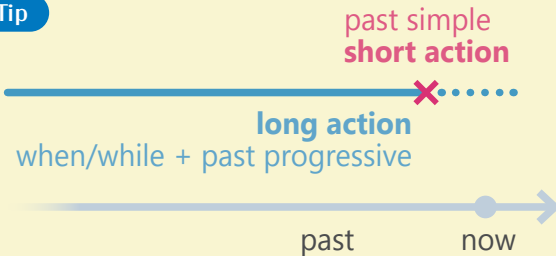 Tip
past simple
short action
long action
when/while + past progressive
past now